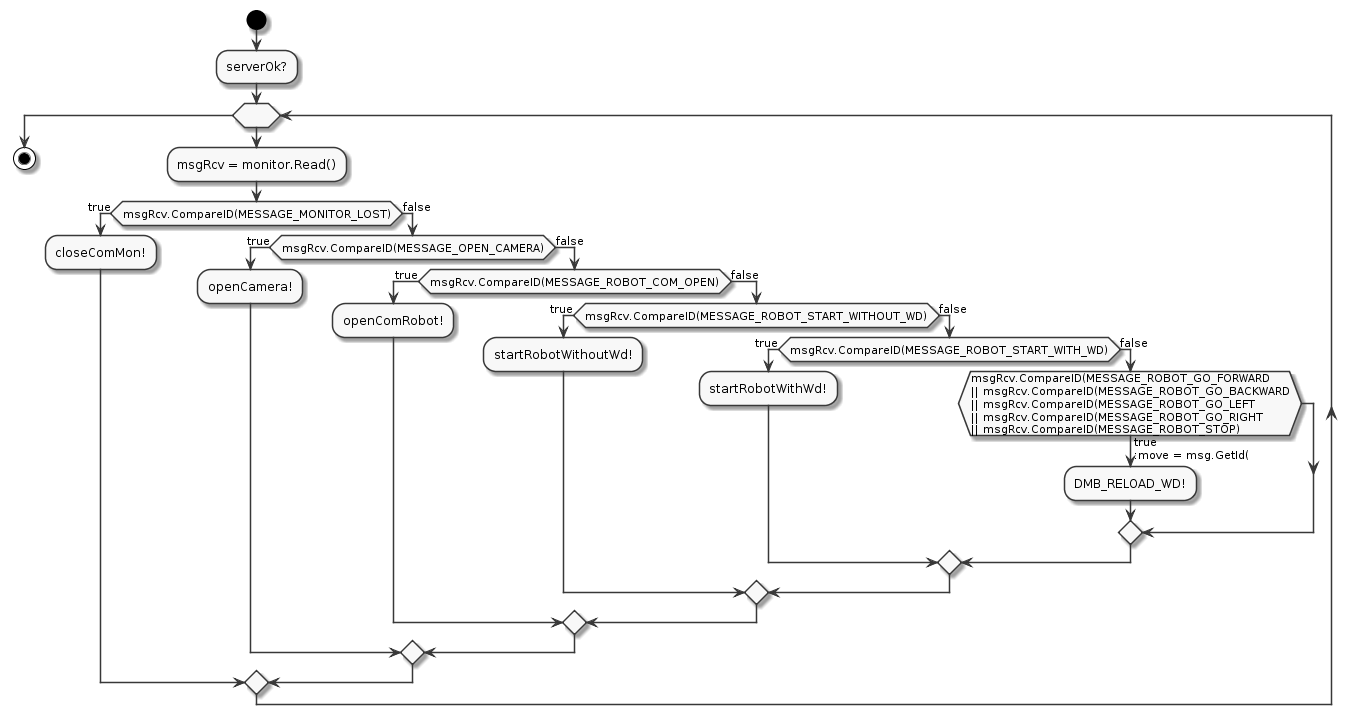 serverOk?
msgRcv = monitor.Read()
true
msgRcv.CompareID(MESSAGE_MONITOR_LOST)
false
closeComMon!
true
msgRcv.CompareID(MESSAGE_OPEN_CAMERA)
false
openCamera!
true
msgRcv.CompareID(MESSAGE_ROBOT_COM_OPEN)
false
openComRobot!
true
msgRcv.CompareID(MESSAGE_ROBOT_START_WITHOUT_WD)
false
startRobotWithoutWd!
true
msgRcv.CompareID(MESSAGE_ROBOT_START_WITH_WD)
false
startRobotWithWd!
msgRcv.CompareID(MESSAGE_ROBOT_GO_FORWARD
|| msgRcv.CompareID(MESSAGE_ROBOT_GO_BACKWARD
|| msgRcv.CompareID(MESSAGE_ROBOT_GO_LEFT
|| msgRcv.CompareID(MESSAGE_ROBOT_GO_RIGHT
|| msgRcv.CompareID(MESSAGE_ROBOT_STOP)
true
:move = msg.GetId(
DMB_RELOAD_WD!